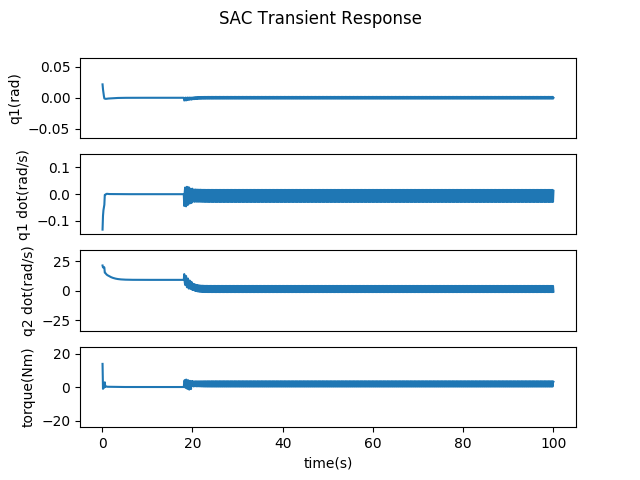 SAC Transient Response
q1(rad)
0.05
0.00
−0.05
q1 dot(rad/s)
0.1
0.0
−0.1
q2 dot(rad/s)
25
0
−25
torque(Nm)
20
0
−20
0 20 40 60 80 100
time(s)